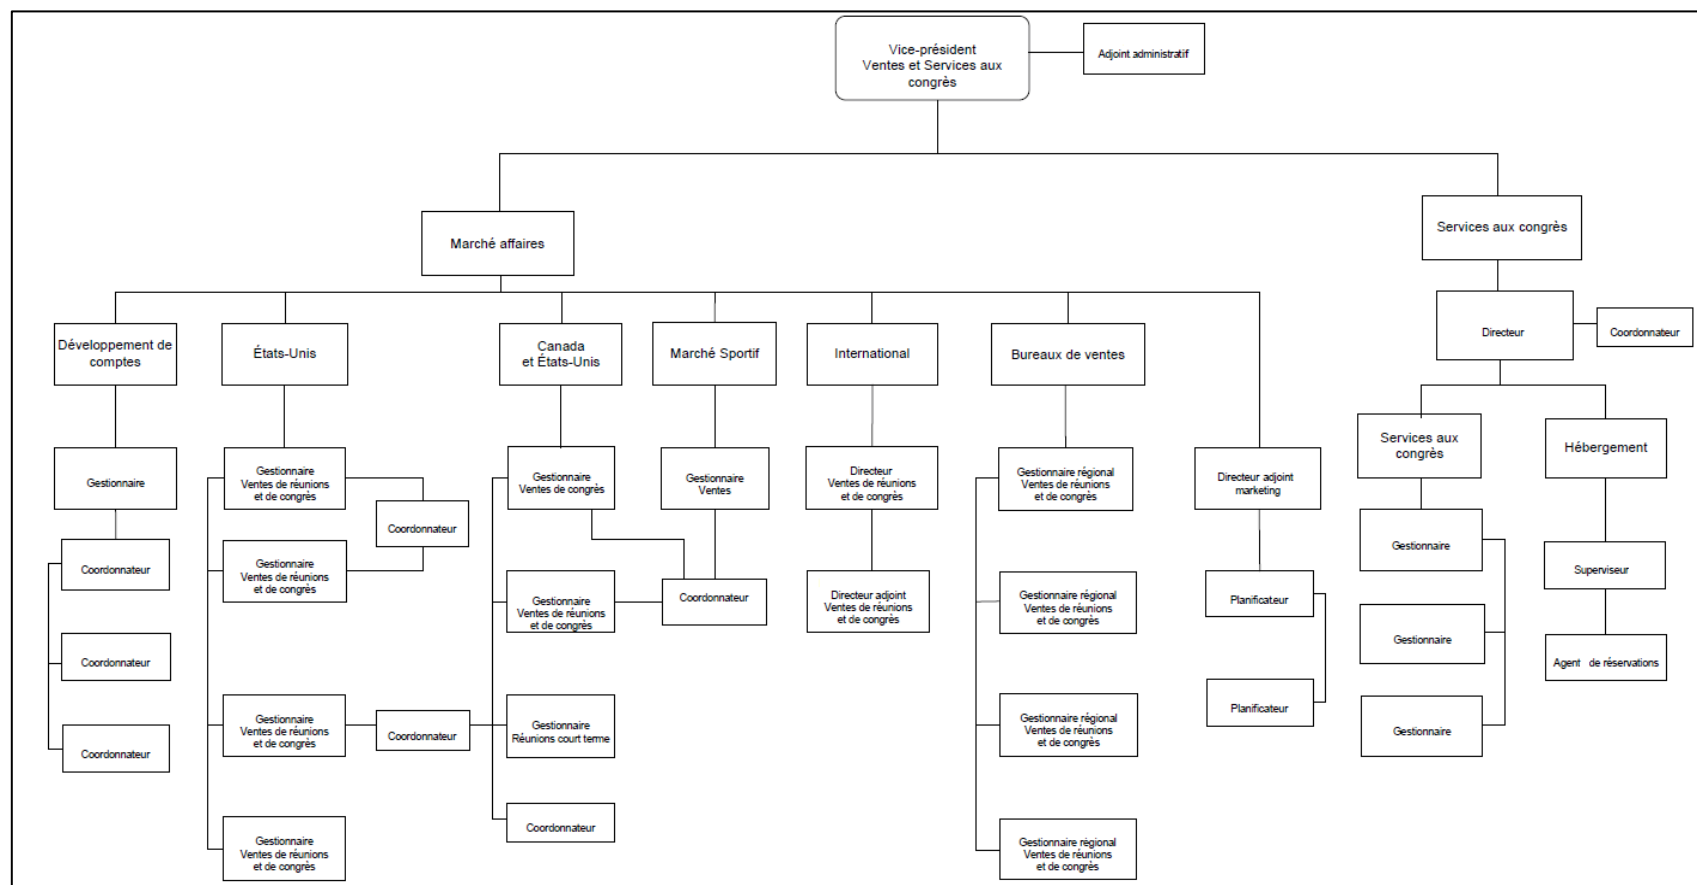 Vice-président
Ventes et Services aux
congrès
Adjoint administratif
Marché affaires
Services aux congrès
Directeur
Coordonnateur
Développement de
comptes
États-Unis
Canada
et États-Unis
Marché Sportif
International
Bureaux de ventes
Services aux
congrès
Hébergement
Gestionnaire
Gestionnaire
Ventes de réunions
et de congrès
Gestionnaire
Ventes de congrès
Gestionnaire
Ventes
Directeur
Ventes de réunions
et de congrès
Gestionnaire régional
Ventes de réunions
et de congrès
Directeur adjoint
marketing
Coordonnateur
Coordonnateur
Gestionnaire
Ventes de réunions
et de congrès
Gestionnaire
Superviseur
Gestionnaire
Ventes de réunions
et de congrès
Coordonnateur
Directeur adjoint
Ventes de réunions
et de congrès
Gestionnaire régional
Ventes de réunions
et de congrès
Planificateur
Coordonnateur
Gestionnaire
Agent de réservations
Gestionnaire
Ventes de réunions
et de congrès
Coordonnateur
Gestionnaire
Réunions court terme
Gestionnaire régional
Ventes de réunions
et de congrès
Planificateur
Gestionnaire
Coordonnateur
Gestionnaire
Ventes de réunions
et de congrès
Coordonnateur
Gestionnaire régional
Ventes de réunions
et de congrès